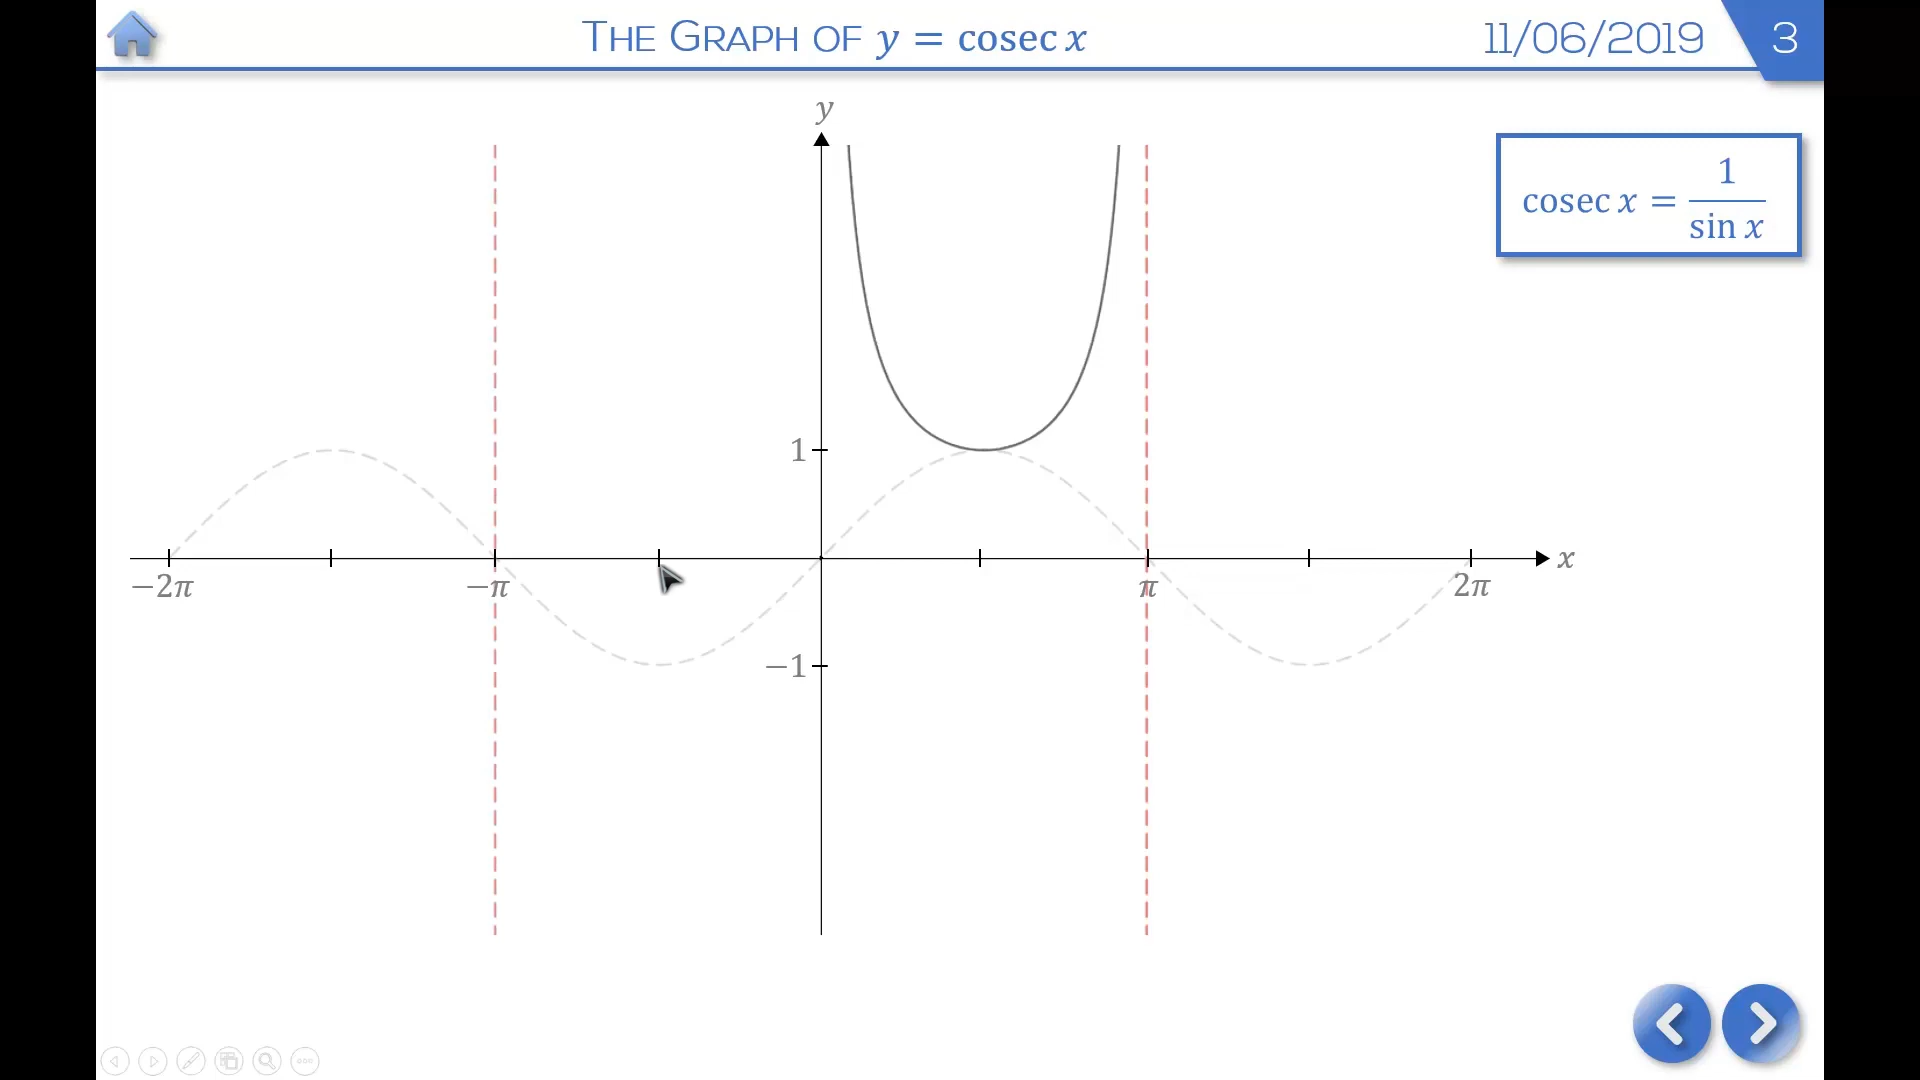 THE GRAPH OF y = cosec x
11/06/2019
3
y
cosec x = 1/sin x
1
x
−2π
−π
π
2π
−1